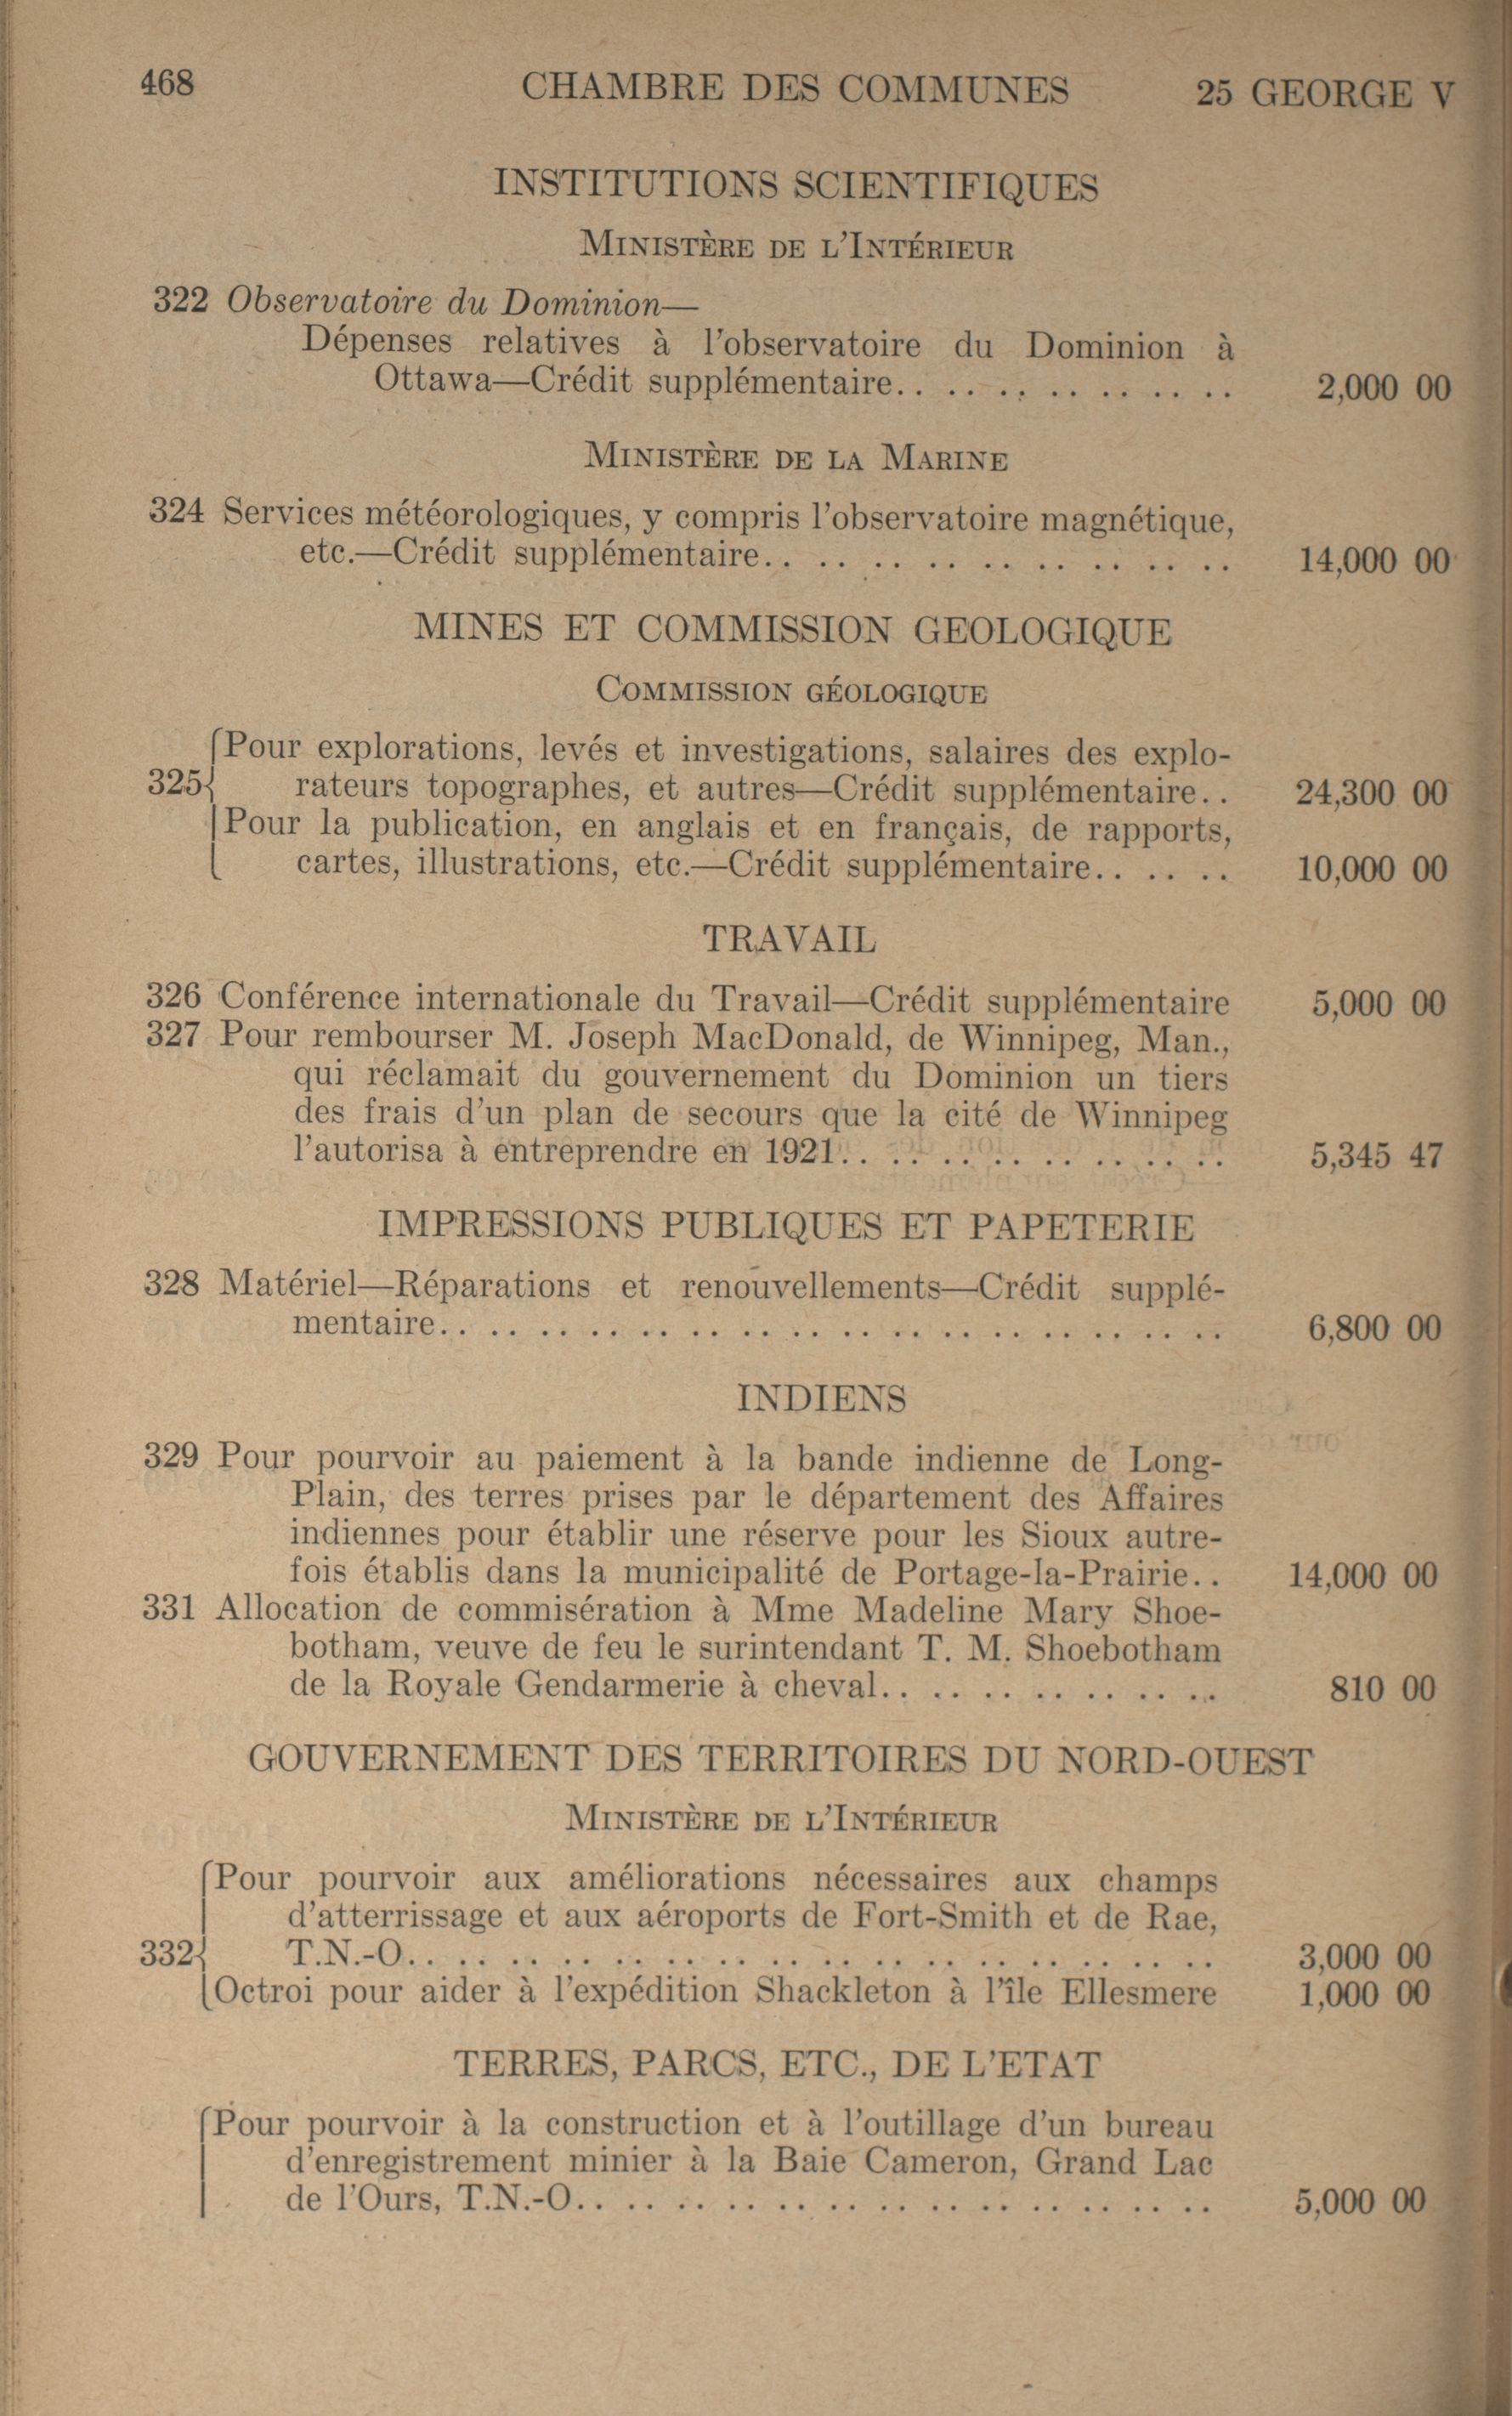 468 CHAMBRE DES COMMUNES 25 GEORGE V
INSTITUTIONS SCIENTIFIQUES
MINISTÈRE DE L'INTÉRIEUR
322 Observatoire du Dominion—
Dépenses relatives à l'observatoire du Dominion à
Ottawa—Crédit supplémentaire.. .. .. .. .. .. .. 2,000 00
MINISTÈRE DE LA MARINE
324 Services météorologiques, y compris l'observatoire magnétique,
etc.—Crédit supplémentaire.. .. .. .. .. .. .. .. .. 14,000 00
MINES ET COMMISSION GEOLOGIQUE
COMMISSION GÉOLOGIQUE
Pour explorations, levés et investigations, salaires des explo-
325 rateurs topographes, et autres—Crédit supplémentaire.. 24,300 00
Pour la publication, en anglais et en français, de rapports,
cartes, illustrations, etc.—Crédit supplémentaire.. .. .. 10,000 00
TRAVAIL
326 Conférence internationale du Travail—Crédit supplémentaire 5,000 00
327 Pour rembourser M. Joseph MacDonald, de Winnipeg, Man.,
qui réclamait du gouvernement du Dominion un tiers
des frais d'un plan de secours que la cité de Winnipeg
l'autorisa à entreprendre en 1921.. .. .. .. .. .. .. .. 5,345 47
IMPRESSIONS PUBLIQUES ET PAPETERIE
328 Matériel—Réparations et renouvellements—Crédit supplé-
mentaire.. .. .. .. .. .. .. .. .. .. .. .. .. .. .. .. 6,800 00
INDIENS
329 Pour pourvoir au paiement à la bande indienne de Long-
Plain, des terres prises par le département des Affaires
indiennes pour établir une réserve pour les Sioux autre-
fois établis dans la municipalité de Portage-la-Prairie.. 14,000 00
331 Allocation de commisération à Mme Madeline Mary Shoe-
botham, veuve de feu le surintendant T. M. Shoebotham
de la Royale Gendarmerie à cheval.. .. .. .. .. .. .. 810 00
GOUVERNEMENT DES TERRITOIRES DU NORD-OUEST
MINISTÈRE DE L'INTÉRIEUR
Pour pourvoir aux améliorations nécessaires aux champs
d'atterrissage et aux aéroports de Fort-Smith et de Rae,
332 T.N.-O.. .. .. .. .. .. .. .. .. .. .. .. .. .. .. .. 3,000 00
Octroi pour aider à l'expédition Shackleton à l'île Ellesmere 1,000 00
TERRES, PARCS, ETC., DE L'ETAT
Pour pourvoir à la construction et à l'outillage d'un bureau
d'enregistrement minier à la Baie Cameron, Grand Lac
de l'Ours, T.N.-O.. .. .. .. .. .. .. .. .. .. .. .. .. 5,000 00